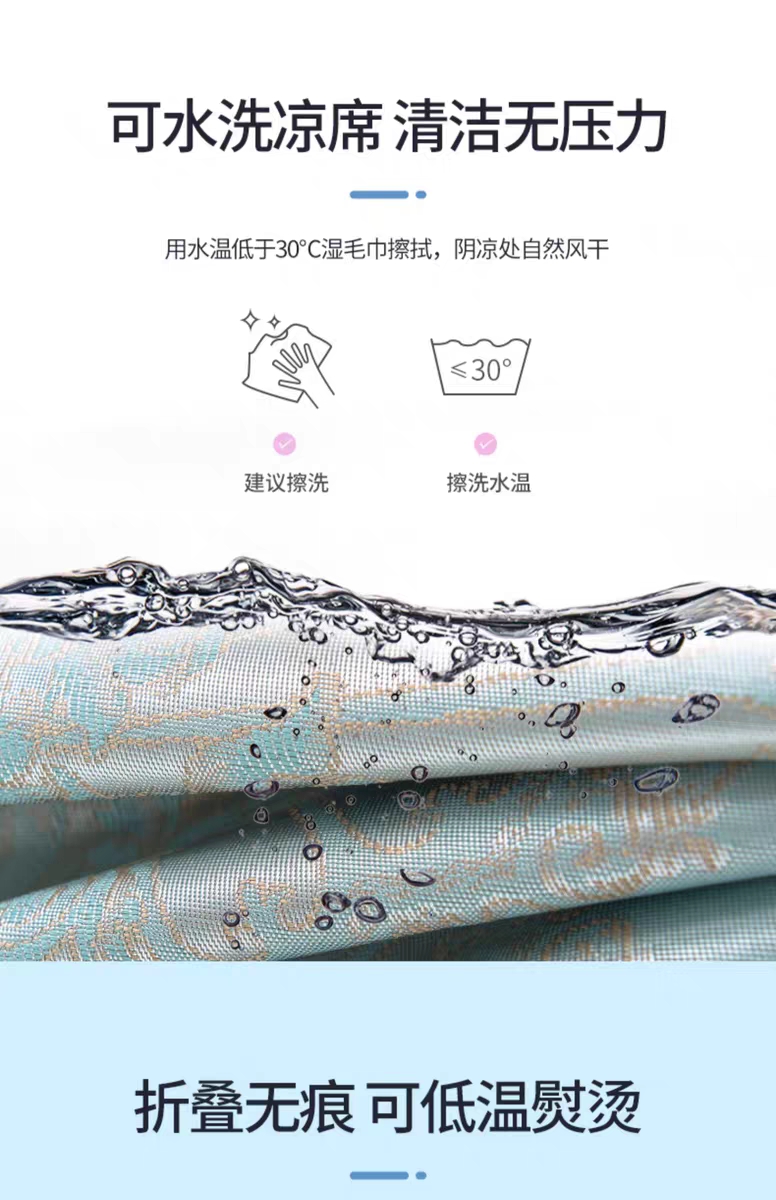 可水洗凉席 清洁无压力
用水温低于30°C湿毛巾擦拭，阴凉处自然风干
≤30°
建议擦洗
擦洗水温
折叠无痕 可低温熨烫